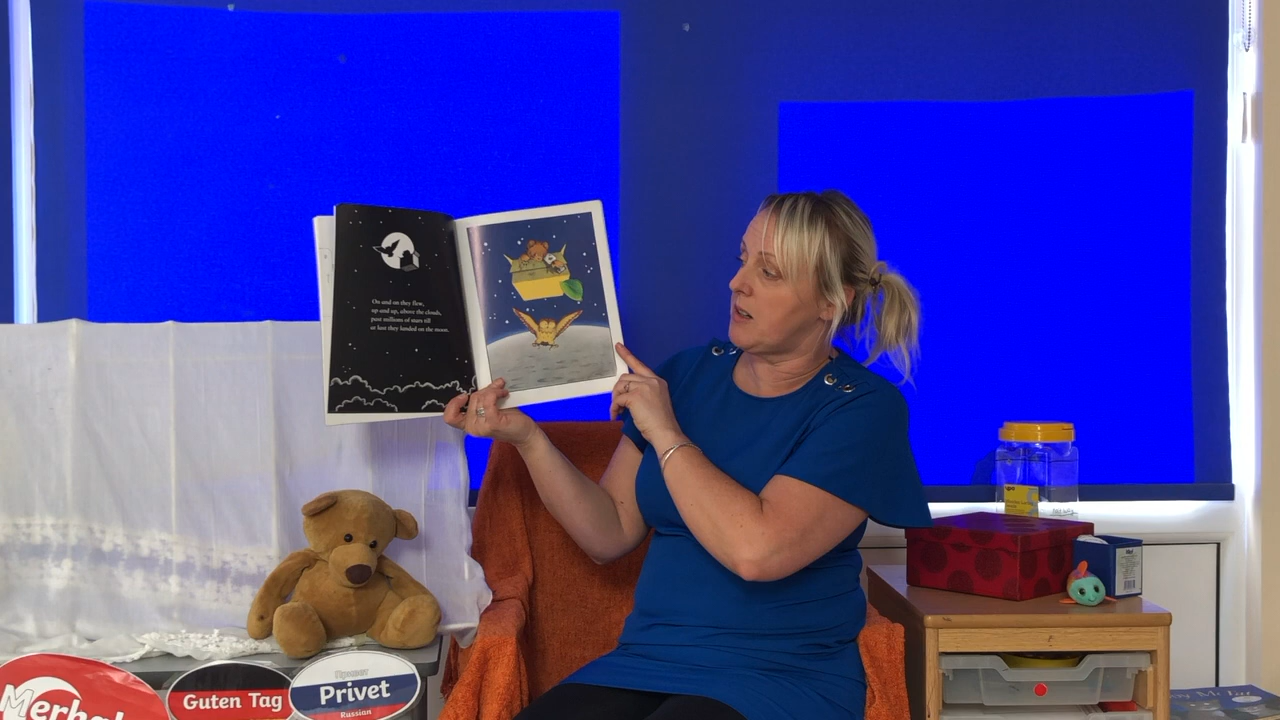 On and on they flew,
up and up, above the clouds,
past millions of stars till
at last they landed on the moon.
Guten Tag
Привет
Privet
Russian